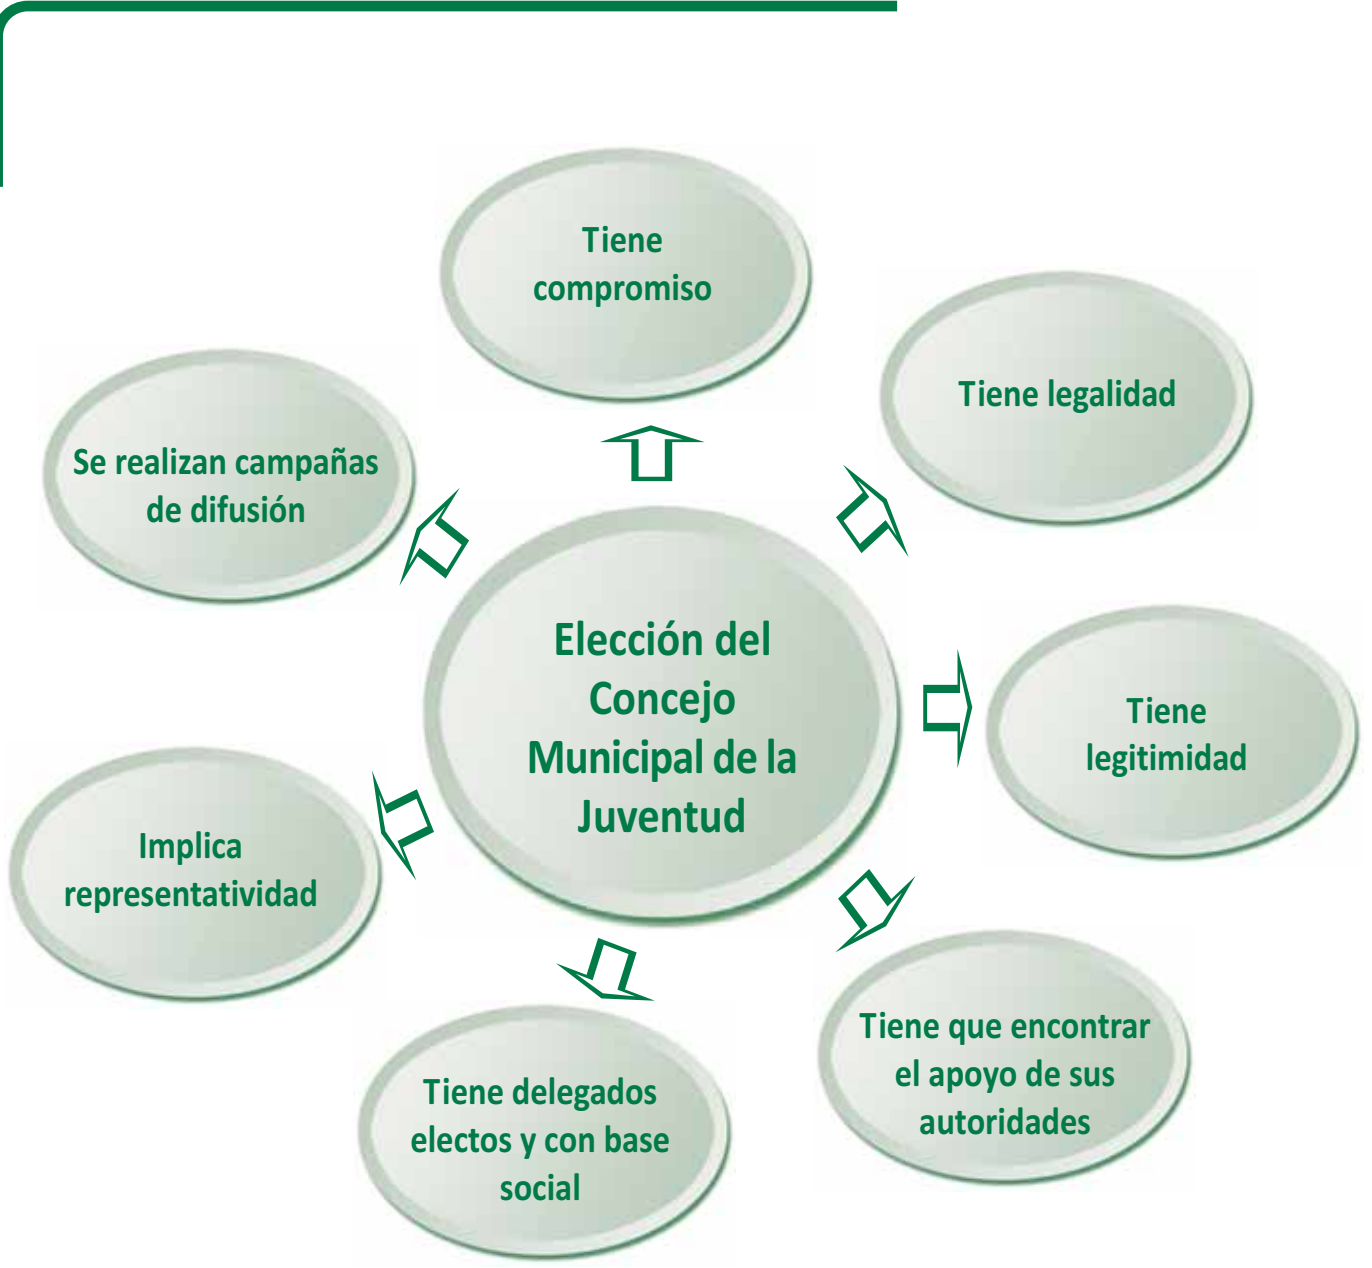 Tiene
compromiso
Tiene legalidad
Se realizan campañas
de difusión
Elección del
Concejo
Municipal de la
Juventud
Tiene
legitimidad
Implica
representatividad
Tiene que encontrar
el apoyo de sus
autoridades
Tiene delegados
electos y con base
social